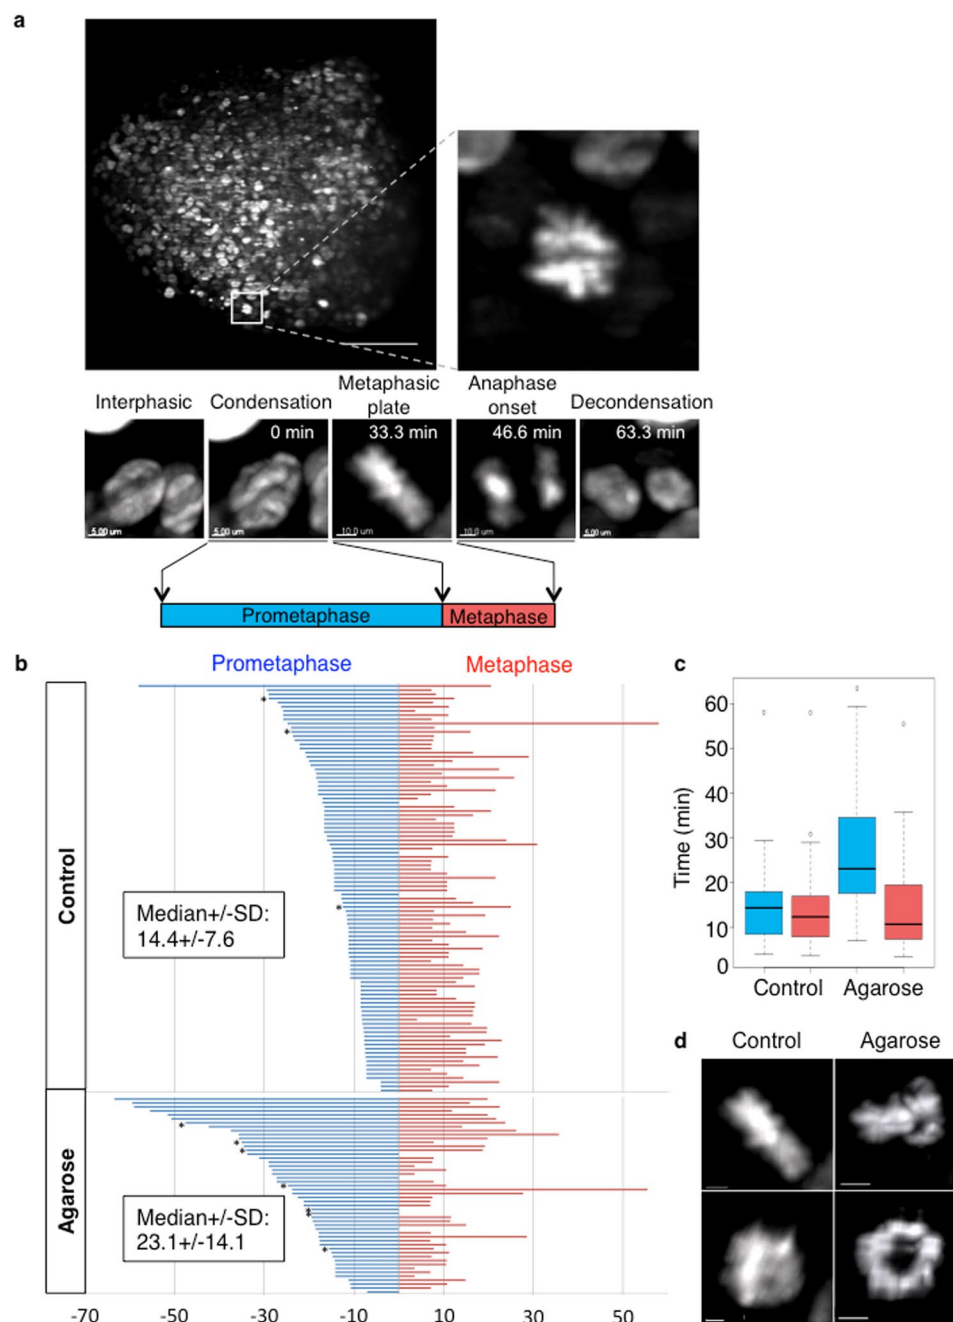 a
Interphasic
Condensation
Metaphasic
plate
Anaphase
onset
Decondensation
0 min
33.3 min
46.6 min
63.3 min
5.00 um
5.00 um
10.0 um
10.0 um
5.00 um
Prometaphase
Metaphase
b
Prometaphase
Metaphase
Control
Median+/-SD:
14.4+/-7.6
Agarose
Median+/-SD:
23.1+/-14.1
-70
-50
-30
-10
10
30
50
c
Time (min)
60
50
40
30
20
10
0
Control
Agarose
d
Control
Agarose